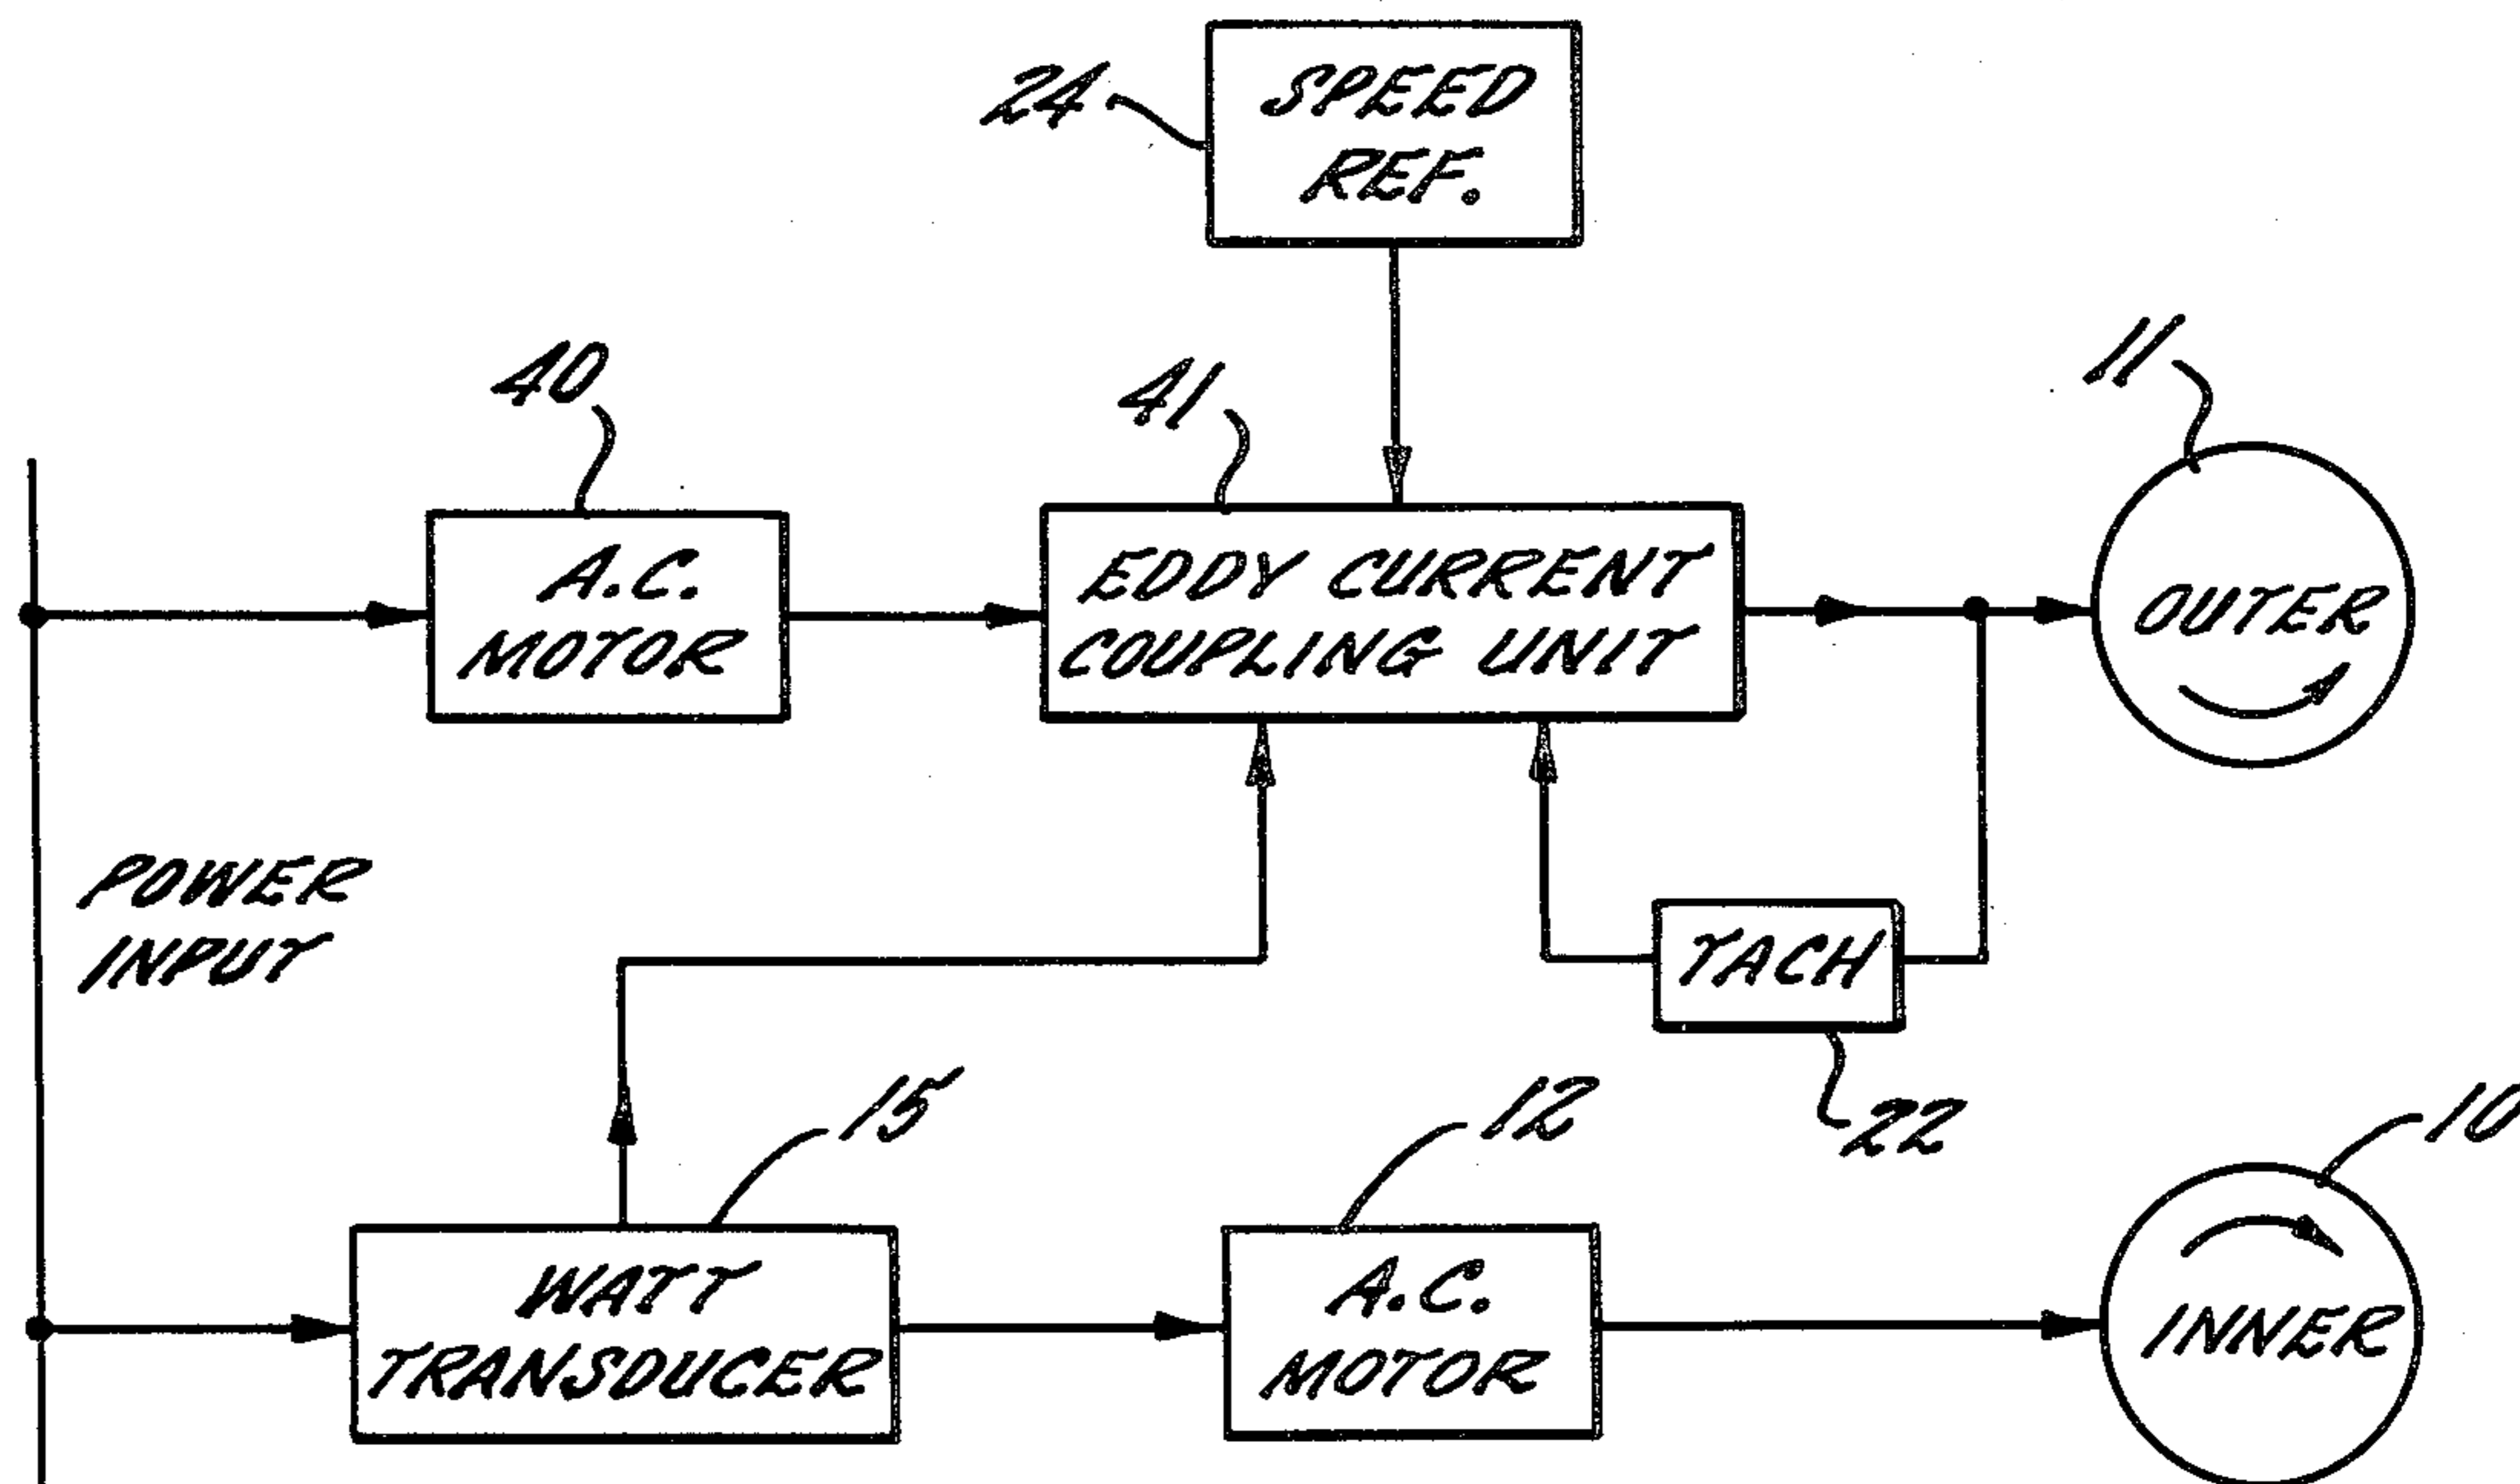 24
SPEED
REF.
40
41
11
A.C.
MOTOR
EDDY CURRENT
COUPLING UNIT
OUTER
POWER
INPUT
TACH
22
15
12
10
WATT
TRANSDUCER
A.C.
MOTOR
INNER